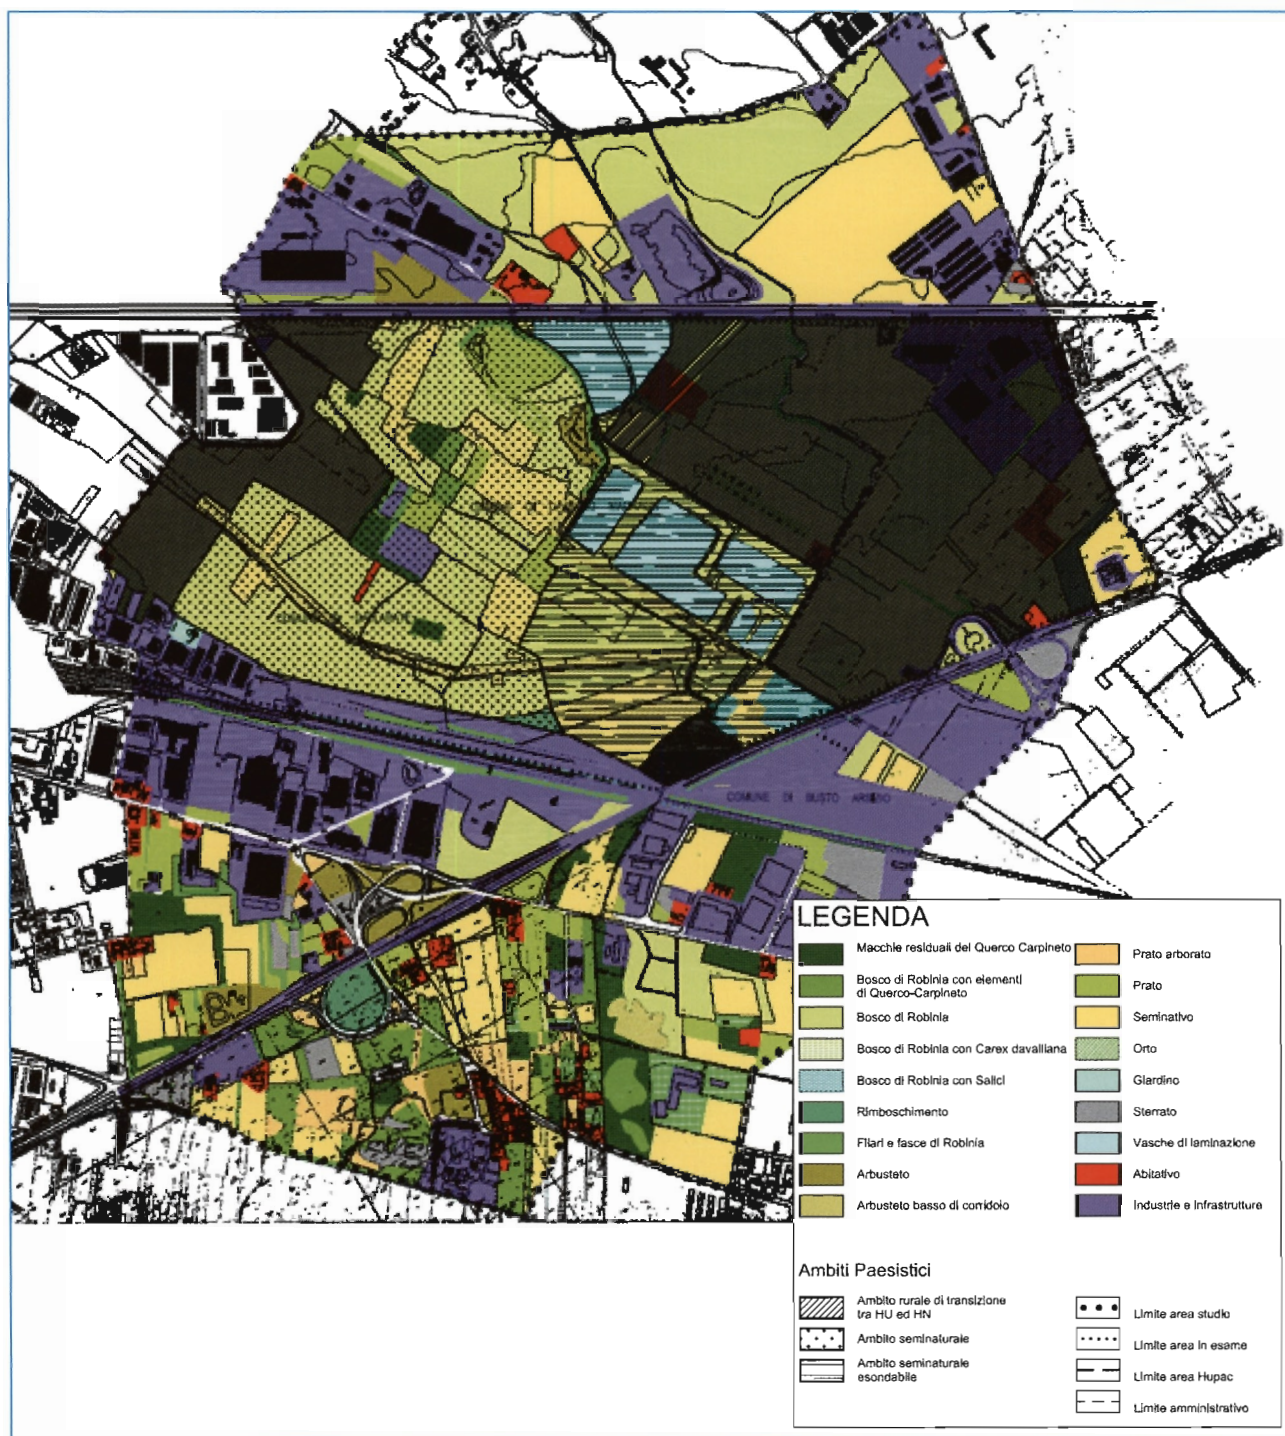 COMUNE DI BUSTO ARSIZIO
LEGENDA
Macchie residuali del Querco Carpineto
Bosco di Robinia con elementi
di Querco-Carpinato
Bosco di Robinia
Bosco di Robinia con Carex davalliana
Bosco di Robinia con Salici
Rimboschimento
Filari e fasce di Robinia
Arbusteto
Arbusteto basso di corridoio
Prato arborato
Prato
Seminativo
Orto
Giardino
Sterrato
Vasche di laminazione
Abitativo
Industrie e infrastrutture
Ambiti Paesistici
Ambito rurale di transizione
tra HU ed HN
Ambito seminaturale
Ambito seminaturale
esondabile
Limite area studio
Limite area in esame
Limite area Hupac
Limite amministrativo